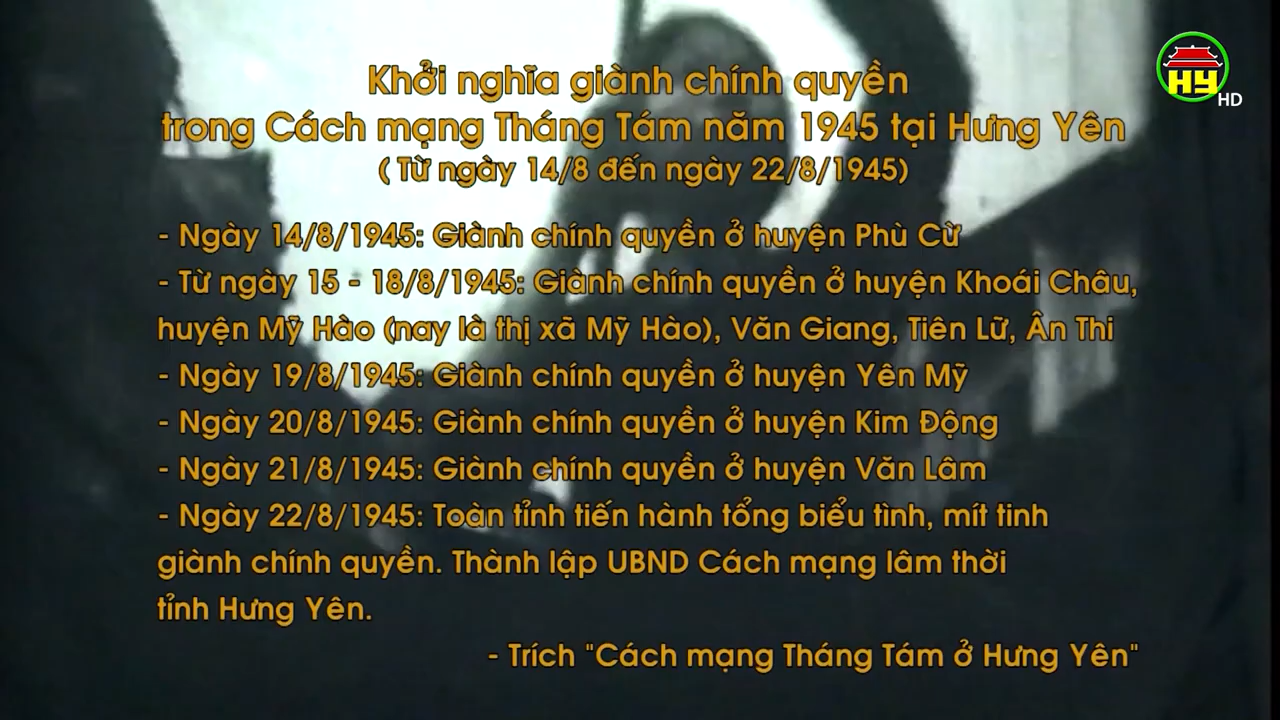 HY
HD
Khởi nghĩa giành chính quyền
trong Cách mạng Tháng Tám năm 1945 tại Hưng Yên
( Từ ngày 14/8 đến ngày 22/8/1945)
- Ngày 14/8/1945: Giành chính quyền ở huyện Phù Cừ
- Từ ngày 15 - 18/8/1945: Giành chính quyền ở huyện Khoái Châu,
huyện Mỹ Hào (nay là thị xã Mỹ Hào), Văn Giang, Tiên Lữ, Ân Thi
- Ngày 19/8/1945: Giành chính quyền ở huyện Yên Mỹ
- Ngày 20/8/1945: Giành chính quyền ở huyện Kim Động
- Ngày 21/8/1945: Giành chính quyền ở huyện Văn Lâm
- Ngày 22/8/1945: Toàn tỉnh tiến hành tổng biểu tình, mít tinh
giành chính quyền. Thành lập UBND Cách mạng lâm thời
tỉnh Hưng Yên.
- Trích "Cách mạng Tháng Tám ở Hưng Yên"